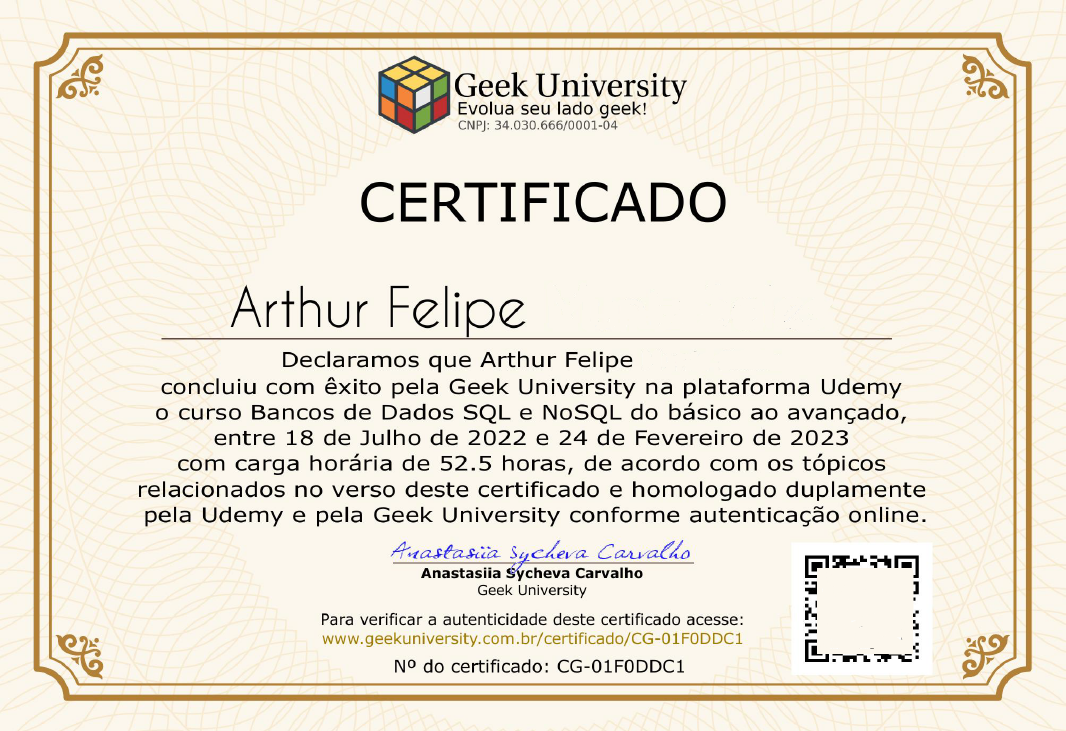 Geek University
Evolua seu lado geek!
CNPJ: 34.030.666/0001-04
CERTIFICADO
Arthur Felipe
Declaramos que Arthur Felipe
concluiu com êxito pela Geek University na plataforma Udemy
o curso Bancos de Dados SQL e NoSQL do básico ao avançado,
entre 18 de Julho de 2022 e 24 de Fevereiro de 2023
com carga horária de 52.5 horas, de acordo com os tópicos
relacionados no verso deste certificado e homologado duplamente
pela Udemy e pela Geek University conforme autenticação online.
Anastasiia Sycheva Carvalho
Anastasiia Sycheva Carvalho
Geek University
Para verificar a autenticidade deste certificado acesse:
www.geekuniversity.com.br/certificado/CG-01F0DDC1
Nº do certificado: CG-01F0DDC1